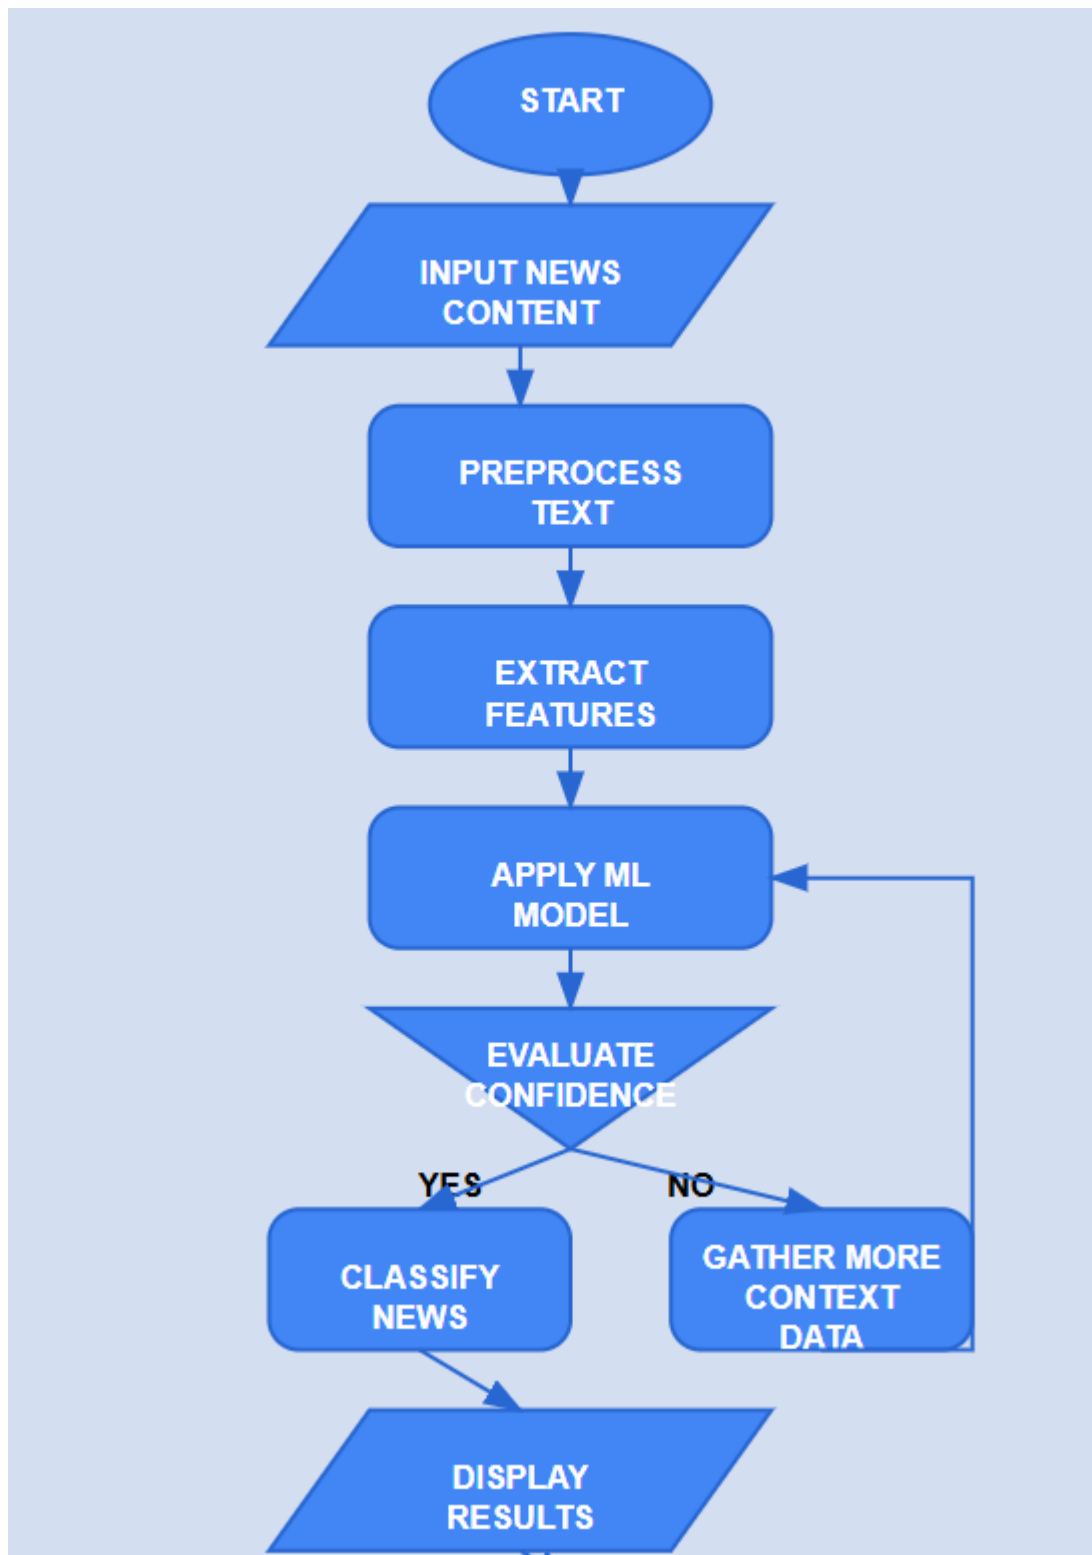 START
INPUT NEWS
CONTENT
PREPROCESS
TEXT
EXTRACT
FEATURES
APPLY ML
MODEL
EVALUATE
CONFIDENCE
YES
NO
CLASSIFY
NEWS
GATHER MORE
CONTEXT
DATA
DISPLAY
RESULTS